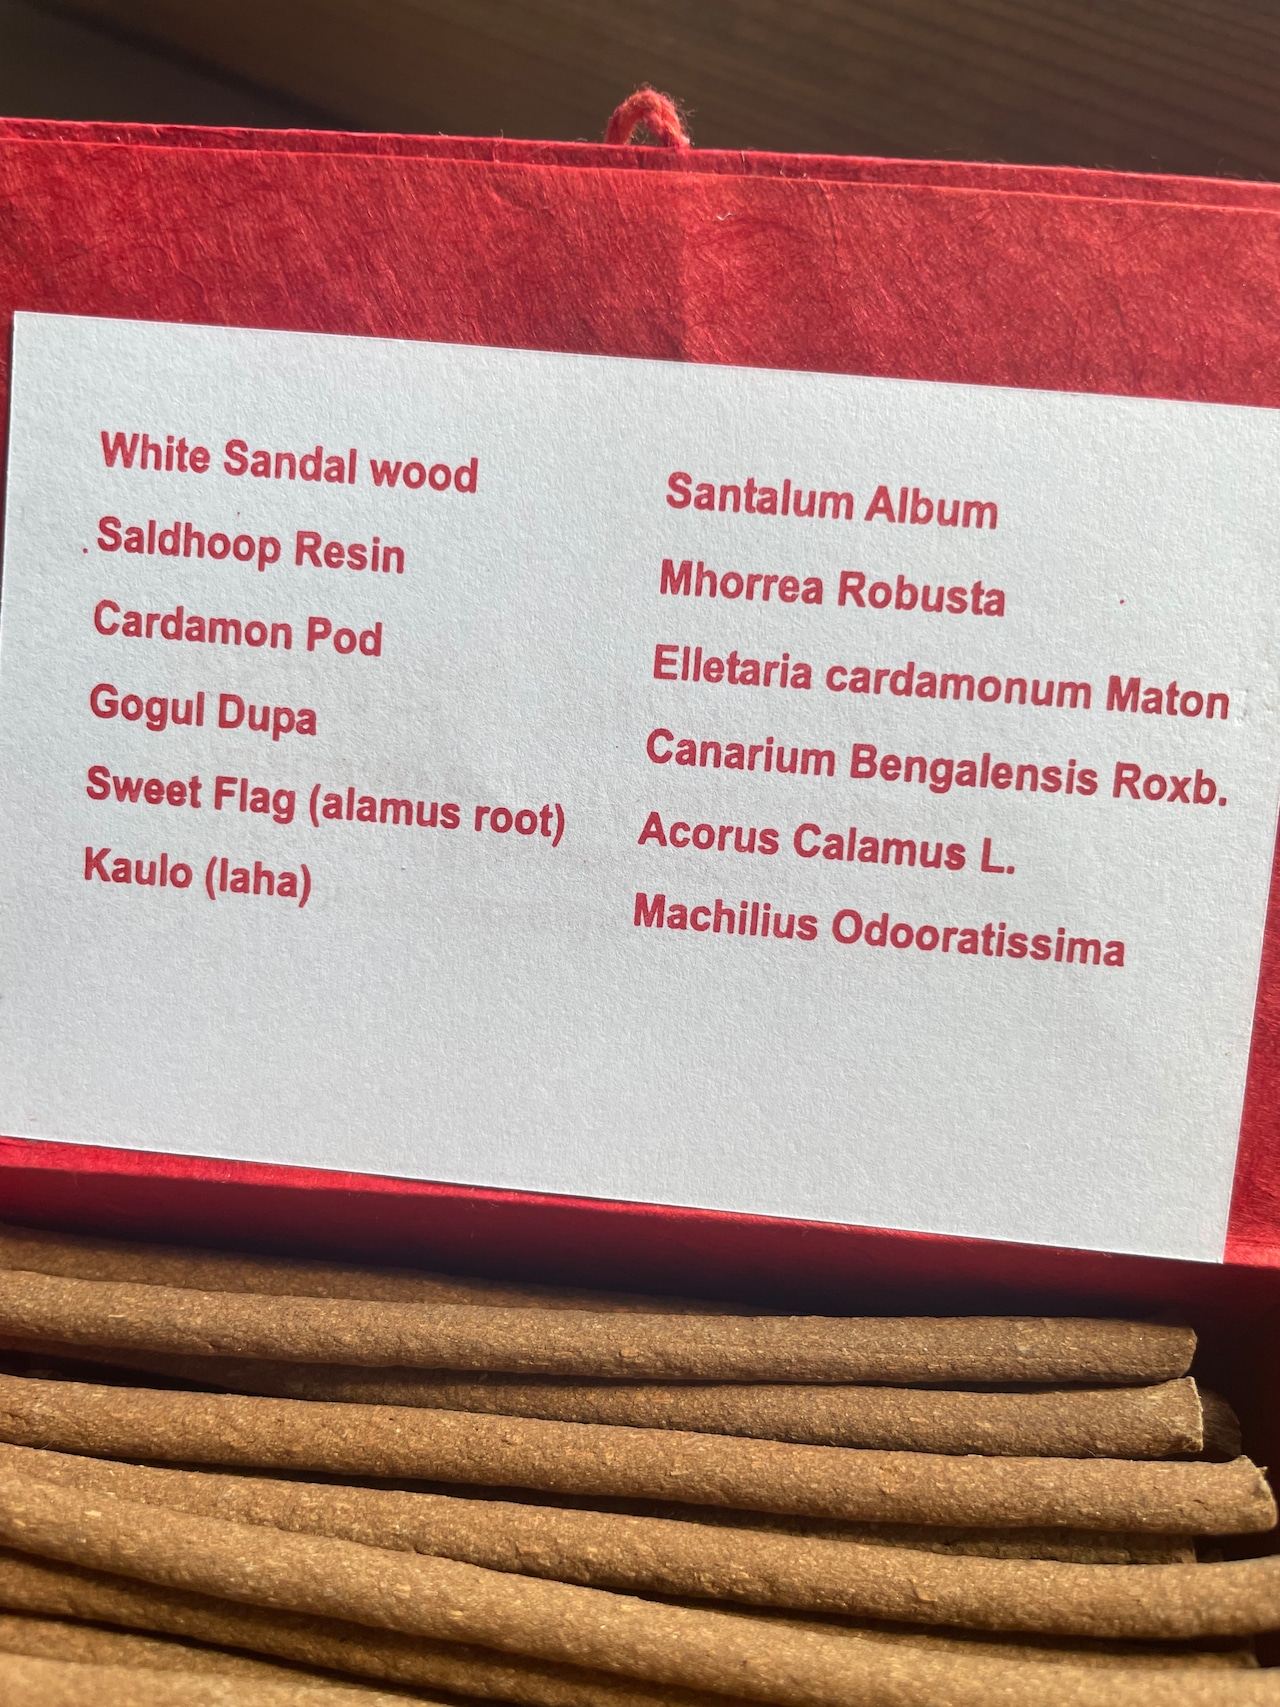 White Sandal wood Santalum Album
Saldhoop Resin Mhorrea Robusta
Cardamon Pod Elletaria cardamonum Maton
Gogul Dupa Canarium Bengalensis Roxb.
Sweet Flag (alamus root) Acorus Calamus L.
Kaulo (laha) Machilius Odooratissima